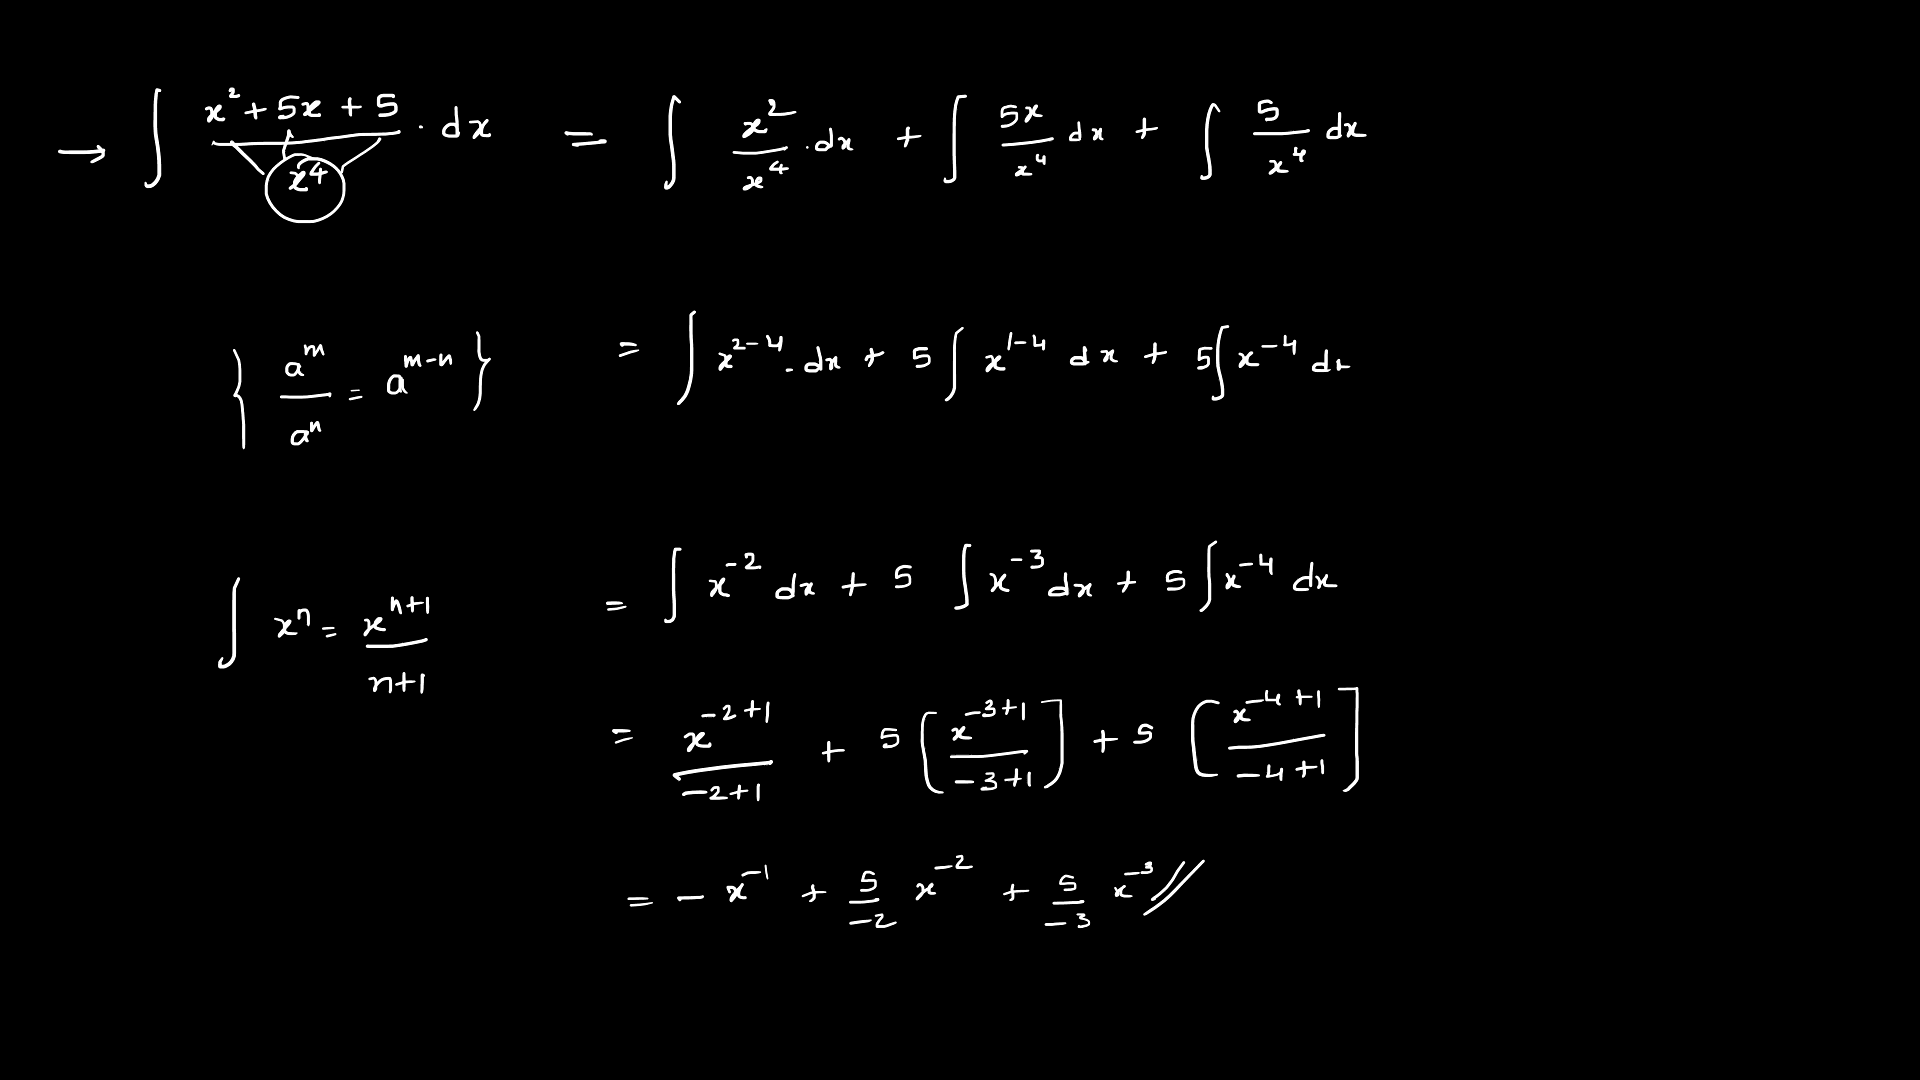 → ∫ (x² + 5x + 5)/x⁴ · dx = ∫ x²/x⁴ · dx + ∫ 5x/x⁴ dx + ∫ 5/x⁴ dx
{ aᵐ/aⁿ = aᵐ⁻ⁿ } = ∫ x²⁻⁴ · dx + 5 ∫ x¹⁻⁴ dx + 5 ∫ x⁻⁴ dx
= ∫ x⁻² dx + 5 ∫ x⁻³ dx + 5 ∫ x⁻⁴ dx
∫ xⁿ = xⁿ⁺¹/n+1
= x⁻²⁺¹/-2+1 + 5 [x⁻³⁺¹/-3+1] + 5 [x⁻⁴⁺¹/-4+1]
= - x⁻¹ + 5/-2 x⁻² + 5/-3 x⁻³ //